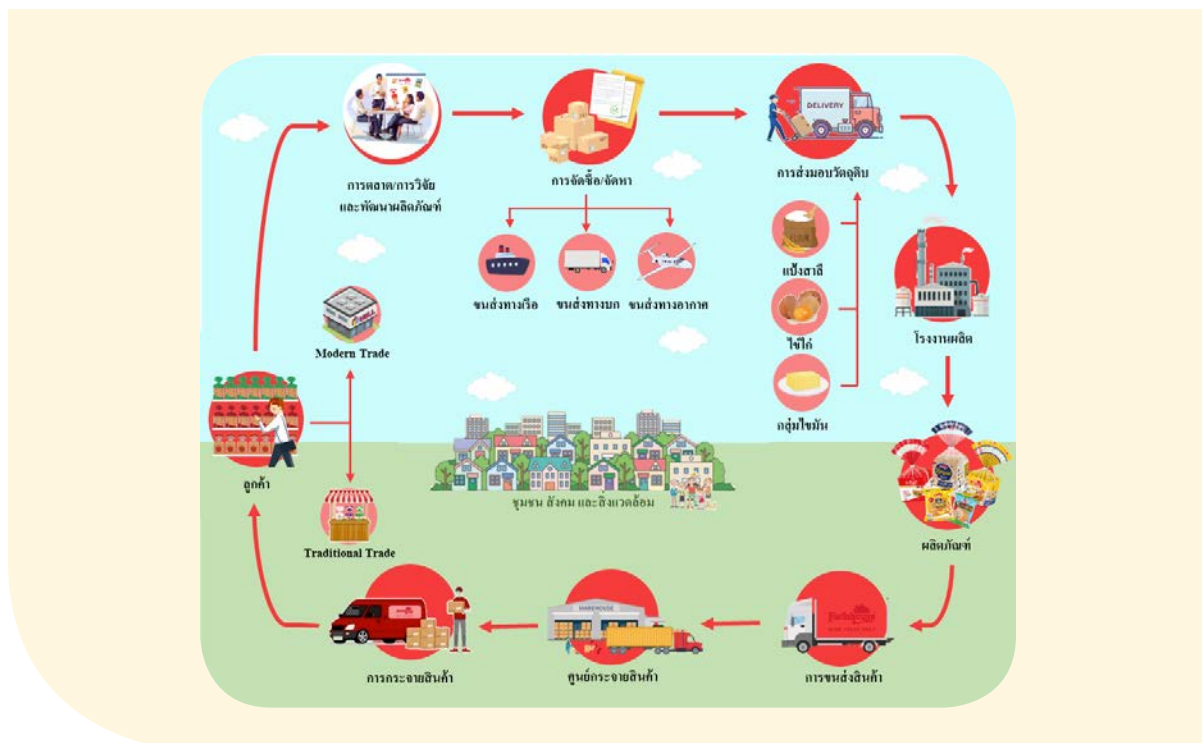 DELIVERY
การตลาด/การวิจัย
และพัฒนาผลิตภัณฑ์
การจัดซื้อ/จัดหา
การส่งมอบวัตถุดิบ
ขนส่งทางเรือ
ขนส่งทางบก
ขนส่งทางอากาศ
แป้งสาลี
ไข่ไก่
กลุ่มไขมัน
โรงงานผลิต
Modern Trade
ลูกค้า
Traditional Trade
ชุมชน สังคม และสิ่งแวดล้อม
ผลิตภัณฑ์
WAREHOUSE
Farmhouse
การกระจายสินค้า
ศูนย์กระจายสินค้า
การขนส่งสินค้า